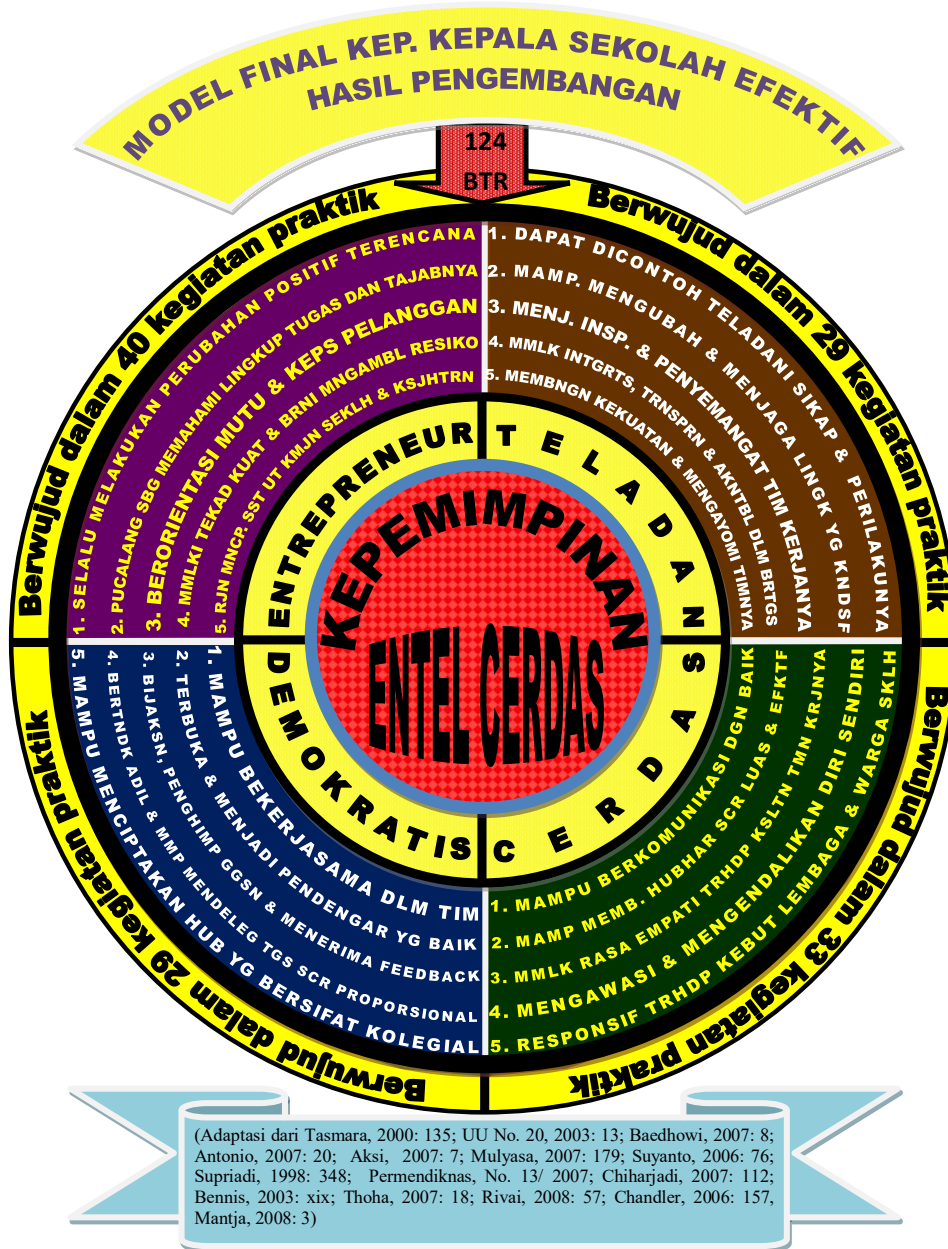 MODEL FINAL KEP. KEPALA SEKOLAH EFEKTIF
HASIL PENGEMBANGAN
124
BTR
Berwujud dalam 40 kegiatan praktik
1. SELALU MELAKUKAN PERUBAHAN POSITIF TERENCANA
2. PUCALANG SBG MEMAHAMI LINGKUP TUGAS DAN TAJABNYA
3. BERORIENTASI MUTU & KEPS PELANGGAN
4. MMLKI TEKAD KUAT & BRNI MNGAMBL RESIKO
5. RJN MNCP. SST UT KMJN SEKLH & KSJHTRN
Berwujud dalam 29 kegiatan praktik
1. DAPAT DICONTOH TELADANI SIKAP & PERILAKUNYA
2. MAMP. MENGUBAH & MENJAGA LINGK YG KNDSF
3. MENJ. INSP. & PENYEMANGAT TIM KERJANYA
4. MMLK INTGRTS, TRNSPRN & AKNTBL DLM BRTGS
5. MEMBNGN KEKUATAN & MENGAYOMI TIMNYA
ENTREPRENEUR
TELADAN
KEPEMIMPINAN
ENTEL CERDAS
DEMOKRATIS
CERDAS
1. MAMPU BEKERJASAMA DLM TIM
2. TERBUKA & MENJADI PENDENGAR YG BAIK
3. BIJAKSN, PENGHIMP GGSN & MENERIMA FEEDBACK
4. BERTNDK ADIL & MMP MENDELEG TGS SCR PROPORSIONAL
5. MAMPU MENCIPTAKAN HUB YG BERSIFAT KOLEGIAL
Berwujud dalam 29 kegiatan praktik
1. MAMPU BERKOMUNIKASI DGN BAIK
2. MAMP MEMB. HUBHAR SCR LUAS & EFKTF
3. MMLK RASA EMPATI TRHDP KSLTN TMN KRJNYA
4. MENGAWASI & MENGENDALIKAN DIRI SENDIRI
5. RESPONSIF TRHDP KEBUT LEMBAGA & WARGA SKLH
Berwujud dalam 33 kegiatan praktik
(Adaptasi dari Tasmara, 2000: 135; UU No. 20, 2003: 13; Baedhowi, 2007: 8;
Antonio, 2007: 20; Aksi, 2007: 7; Mulyasa, 2007: 179; Suyanto, 2006: 76;
Supriadi, 1998: 348; Permendiknas, No. 13/ 2007; Chiharjadi, 2007: 112;
Bennis, 2003: xix; Thoha, 2007: 18; Rivai, 2008: 57; Chandler, 2006: 157,
Mantja, 2008: 3)